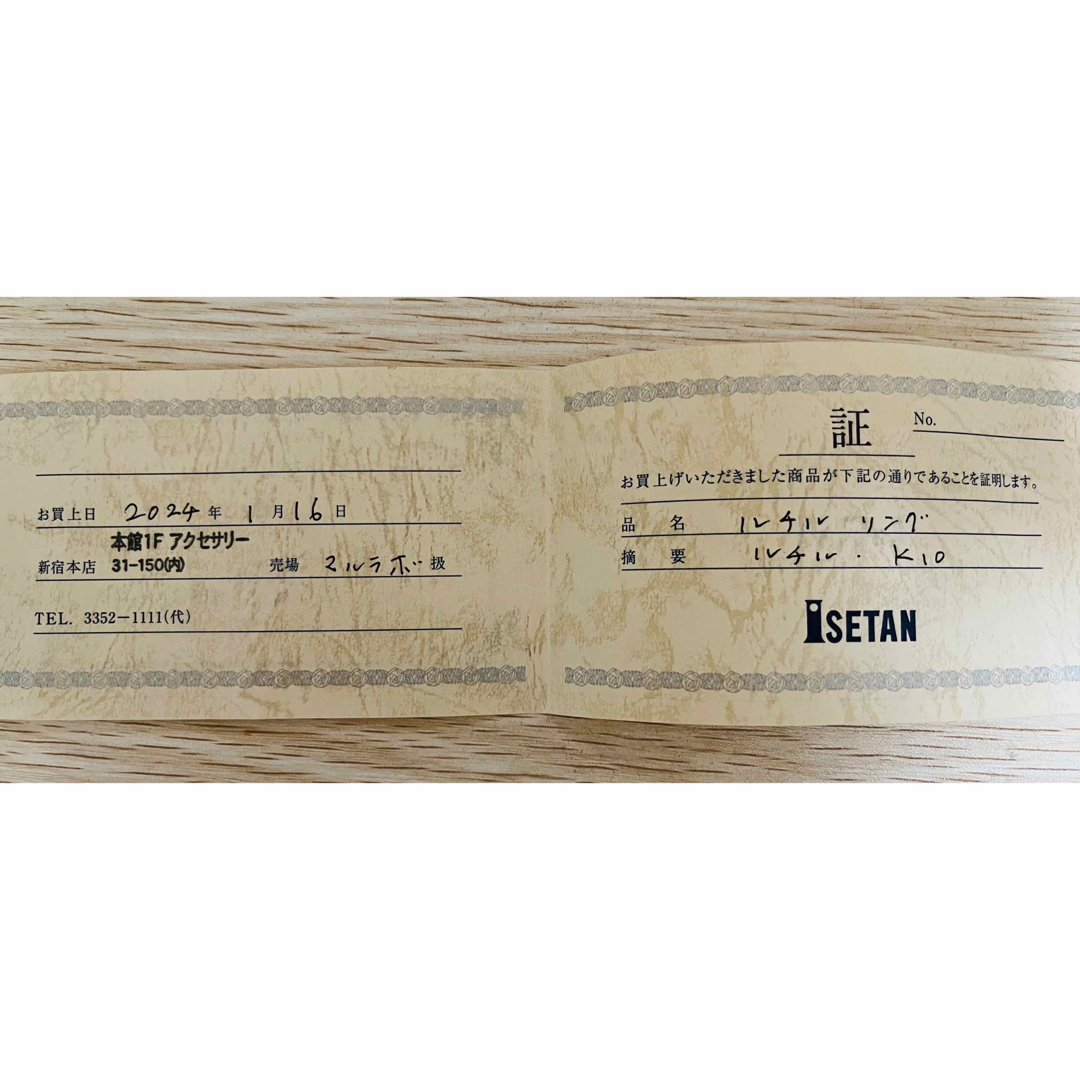 お買上日 2024年 1月16日
本館1F アクセサリー
新宿本店 31-150(内) 売場 マルラボ 扱
TEL. 3352-1111(代)
証 No.
お買上げいただきました商品が下記の通りであることを証明します。
品 名 ルチル リング
摘 要 ルチル・K10
ISETAN